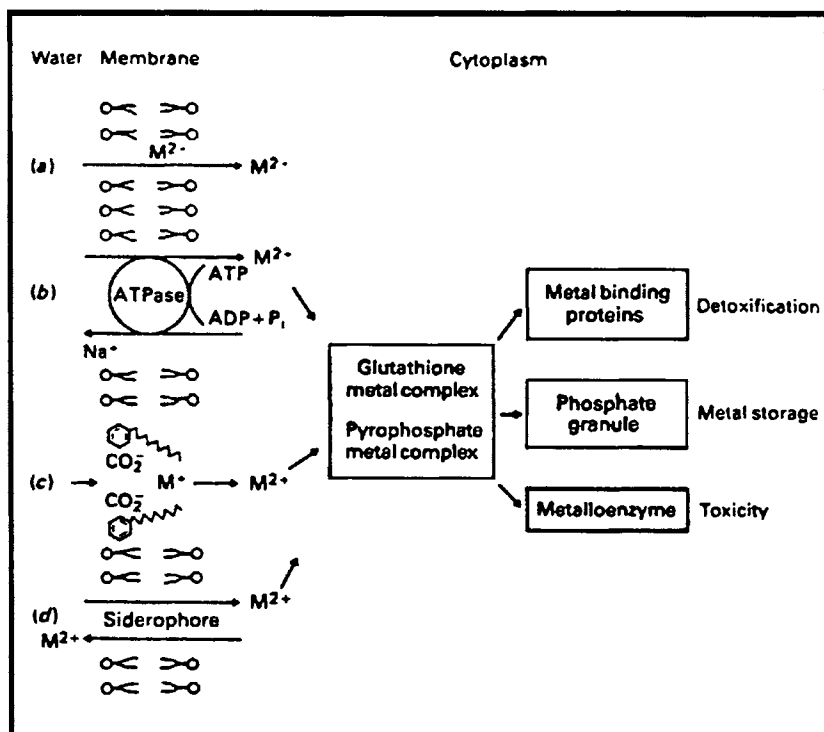 Water Membrane Cytoplasm
M²⁻
(a) M²⁻
M²⁻
ATP
(b) ATPase
ADP + Pᵢ
Na⁺
Metal binding
proteins Detoxification
Glutathione
metal complex
Pyrophosphate
metal complex
Phosphate
granule Metal storage
CO₂⁻
(c) M⁺ M²⁺
CO₂⁻
Metalloenzyme Toxicity
M²⁺
(d) Siderophore
M²⁺